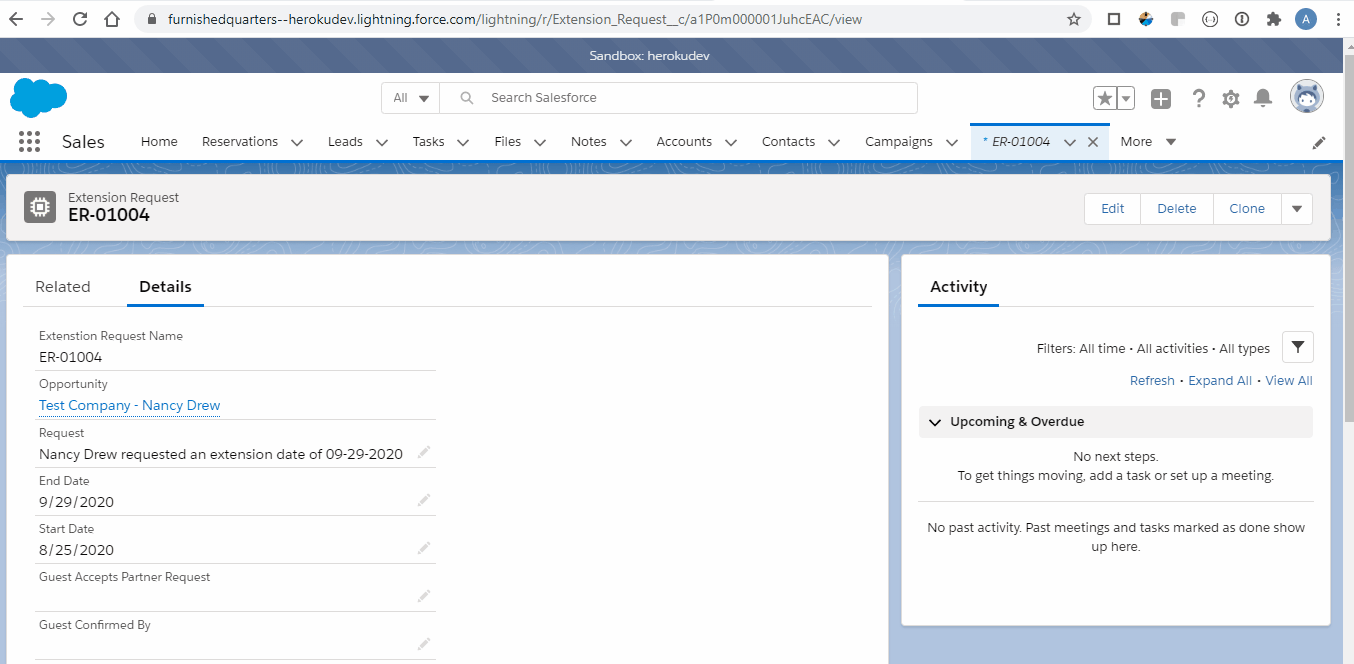 furnishedquarters--herokudev.lightning.force.com/lightning/r/Extension_Request__c/a1P0m000001JuhcEAC/view
A
Sandbox: herokudev
All
Search Salesforce
Sales Home Reservations Leads Tasks Files Notes Accounts Contacts Campaigns * ER-01004 More
Extension Request
ER-01004
Edit Delete Clone
Related Details
Extenstion Request Name
ER-01004
Opportunity
Test Company - Nancy Drew
Request
Nancy Drew requested an extension date of 09-29-2020
End Date
9/29/2020
Start Date
8/25/2020
Guest Accepts Partner Request
Guest Confirmed By
Activity
Filters: All time • All activities • All types
Refresh • Expand All • View All
Upcoming & Overdue
No next steps.
To get things moving, add a task or set up a meeting.
No past activity. Past meetings and tasks marked as done show
up here.